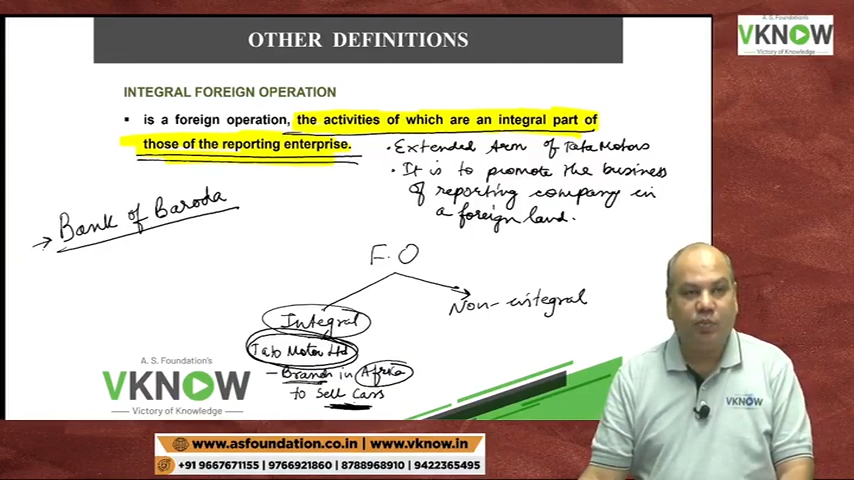 OTHER DEFINITIONS
A. S. Foundation's
VKNOW
Victory of Knowledge
INTEGRAL FOREIGN OPERATION
▪ is a foreign operation, the activities of which are an integral part of
those of the reporting enterprise.
• Extended arm of Tata Motors
• It is to promote the business
of reporting company in
a foreign land.
→ Bank of Baroda
F.O
Integral
Non-integral
Tata Motor Ltd
- Branch in Afrika
to Sell Cars
A. S. Foundation's
VKNOW
Victory of Knowledge
VKNOW
www.asfoundation.co.in | www.vknow.in
+91 9667671155 | 9766921860 | 8788968910 | 9422365495